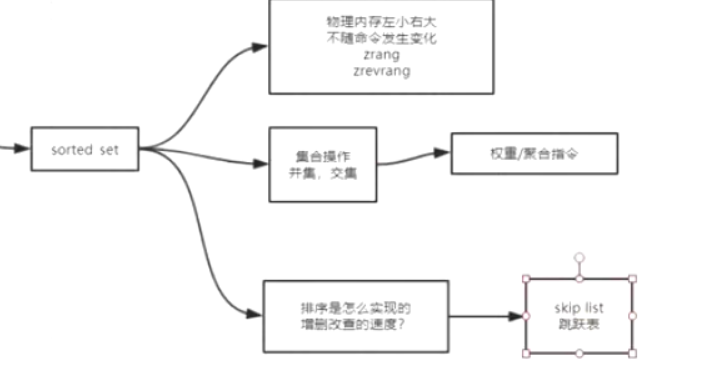 物理内存左小右大
不随命令发生变化
zrang
zrevrang
sorted set
集合操作
并集，交集
权重/聚合指令
排序是怎么实现的
增删改查的速度?
skip list
跳跃表